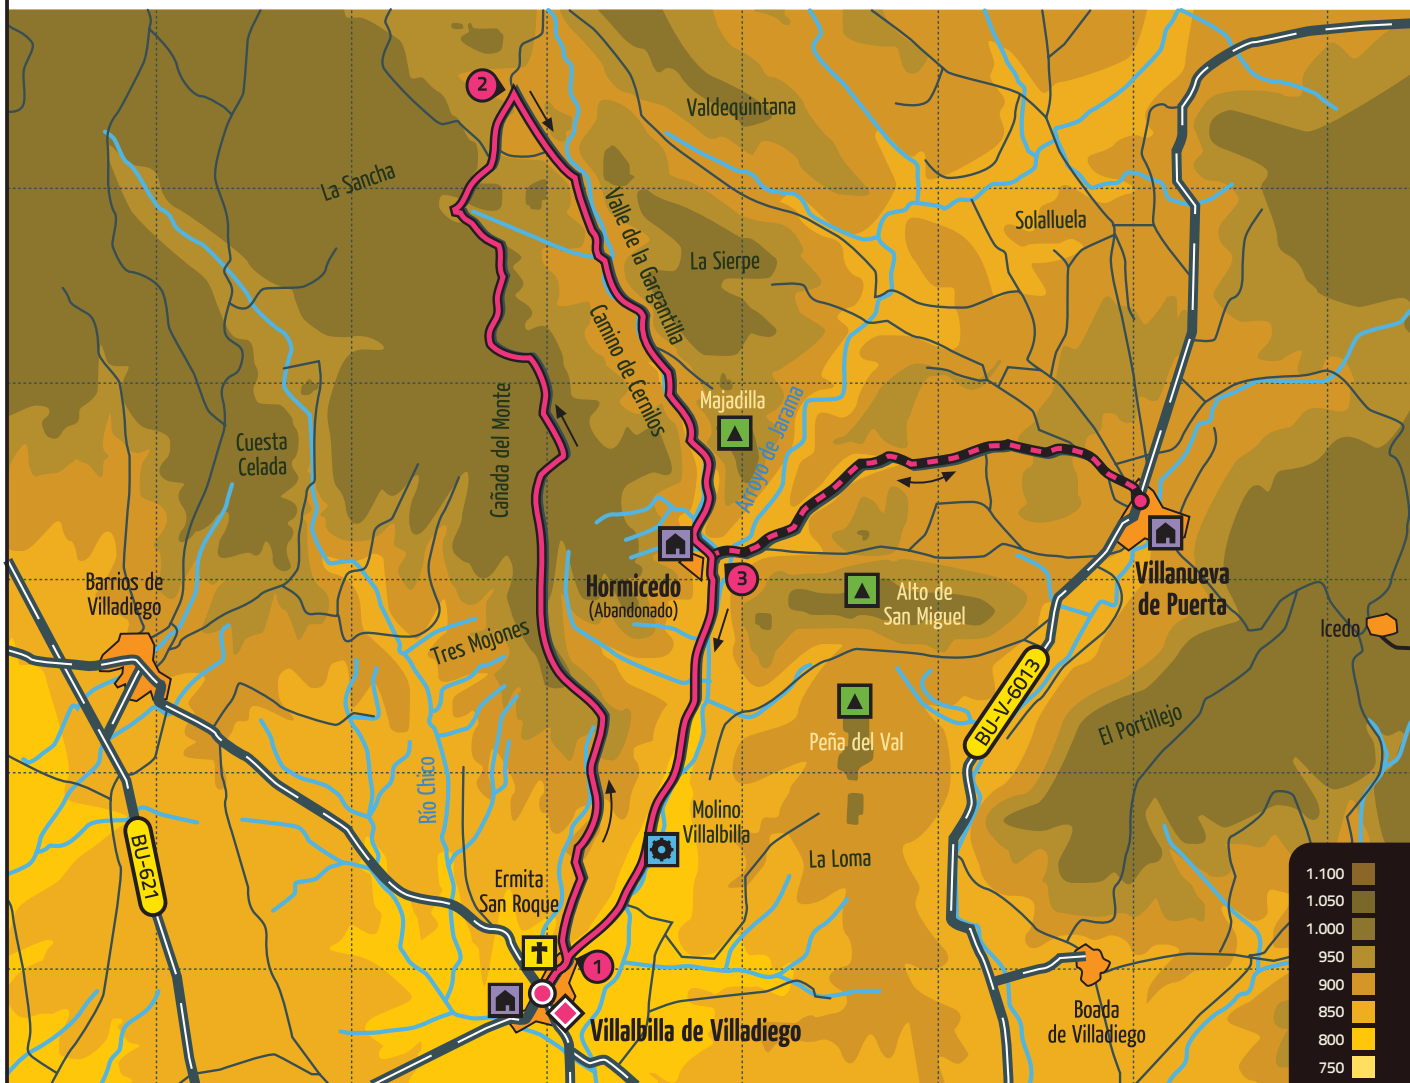 2
Valdequintana
La Sancha
Valle de la Gargantilla
Solalluela
La Sierpe
Camino de Cernilos
Majadilla
Arroyo de Jarama
Cañada del Monte
Cuesta
Celada
Barrios de
Villadiego
Hormicedo
(Abandonado)
3
Alto de
San Miguel
Villanueva
de Puerta
Icedo
Tres Mojones
BU-V-6013
Peña del Val
El Portillejo
Río Chico
Molino
Villalbilla
La Loma
BU-621
Ermita
San Roque
1
Villalbilla de Villadiego
Boada
de Villadiego
1.100
1.050
1.000
950
900
850
800
750